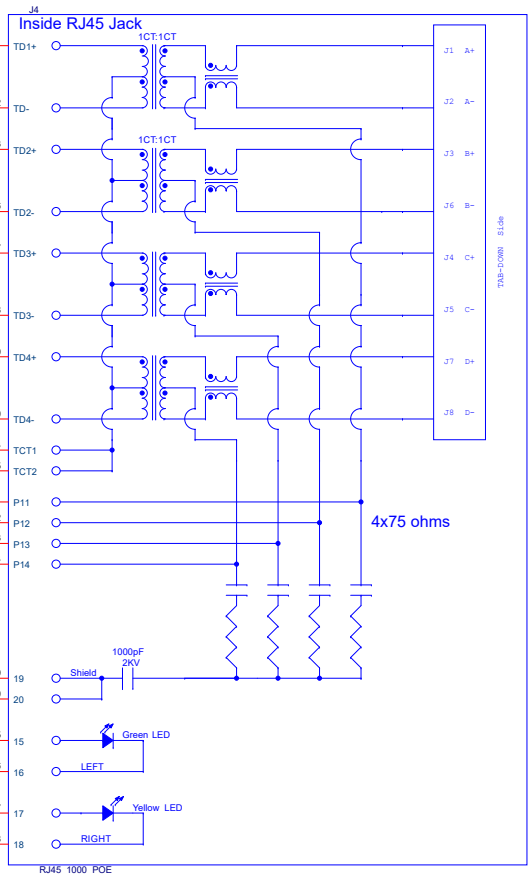 J4
Inside RJ45 Jack
1CT:1CT
TD1+
J1 A+
TD-
J2 A-
1CT:1CT
TD2+
J3 B+
TD2-
J6 B-
TAB-DOWN Side
TD3+
J4 C+
TD3-
J5 C-
TD4+
J7 D+
TD4-
J8 D-
TCT1
TCT2
P11
P12
4x75 ohms
P13
P14
1000pF
2KV
19
Shield
20
15
Green LED
16
LEFT
17
Yellow LED
18
RIGHT
RJ45 1000 POE